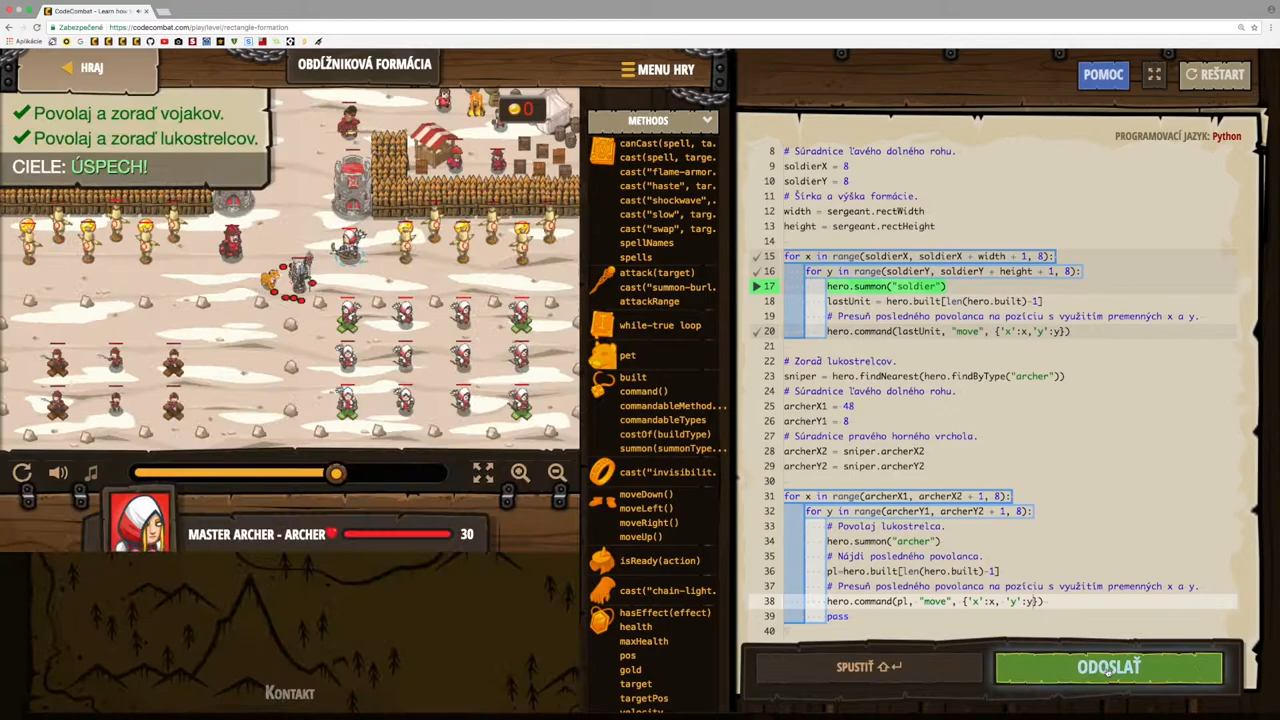 CodeCombat - Learn how
Zabezpečené
https://codecombat.com/play/level/rectangle-formation
Aplikácie
HRAJ
OBDĹŽNIKOVÁ FORMÁCIA
MENU HRY
0
Povolaj a zoraď vojakov.
Povolaj a zoraď lukostrelcov.
CIELE: ÚSPECH!
MASTER ARCHER - ARCHER
30
KONTAKT
METHODS
canCast(spell, ta..
cast(spell, targe.
cast("flame-armor.
cast("haste", tar.
cast("shockwave",
cast("slow", targ.
cast("swap", targ.
spellNames
spells
attack(target)
cast("summon-burl.
attackRange
while-true loop
pet
built
command()
commandableMethod...
commandableTypes
costOf(buildType)
summon(summonType...
cast("invisibilit.
moveDown()
moveLeft()
moveRight()
moveUp()
isReady(action)
cast("chain-light.
hasEffect(effect)
health
maxHealth
pos
gold
target
targetPos
velocity
POMOC
REŠTART
PROGRAMOVACÍ JAZYK: Python
8 # Súradnice ľavého dolného rohu.
9 soldierX = 8
10 soldierY = 8
11 # Šírka a výška formácie.
12 width = sergeant.rectWidth
13 height = sergeant.rectHeight
14
15 for x in range(soldierX, soldierX + width + 1, 8):
16 for y in range(soldierY, soldierY + height + 1, 8):
17 hero.summon("soldier")
18 lastUnit = hero.built[len(hero.built)-1]
19 # Presuň posledného povolanca na pozíciu s využitím premenných x a y.
20 hero.command(lastUnit, "move", {'x':x,'y':y})
21
22 # Zoraď lukostrelcov.
23 sniper = hero.findNearest(hero.findByType("archer"))
24 # Súradnice ľavého dolného rohu.
25 archerX1 = 48
26 archerY1 = 8
27 # Súradnice pravého horného vrchola.
28 archerX2 = sniper.archerX2
29 archerY2 = sniper.archerY2
30
31 for x in range(archerX1, archerX2 + 1, 8):
32 for y in range(archerY1, archerY2 + 1, 8):
33 # Povolaj lukostrelca.
34 hero.summon("archer")
35 # Nájdi posledného povolanca.
36 pl=hero.built[len(hero.built)-1]
37 # Presuň posledného povolanca na pozíciu s využitím premenných x a y.
38 hero.command(pl, "move", {'x':x, 'y':y})
39 pass
40
SPUSTIŤ
ODOSLAŤ